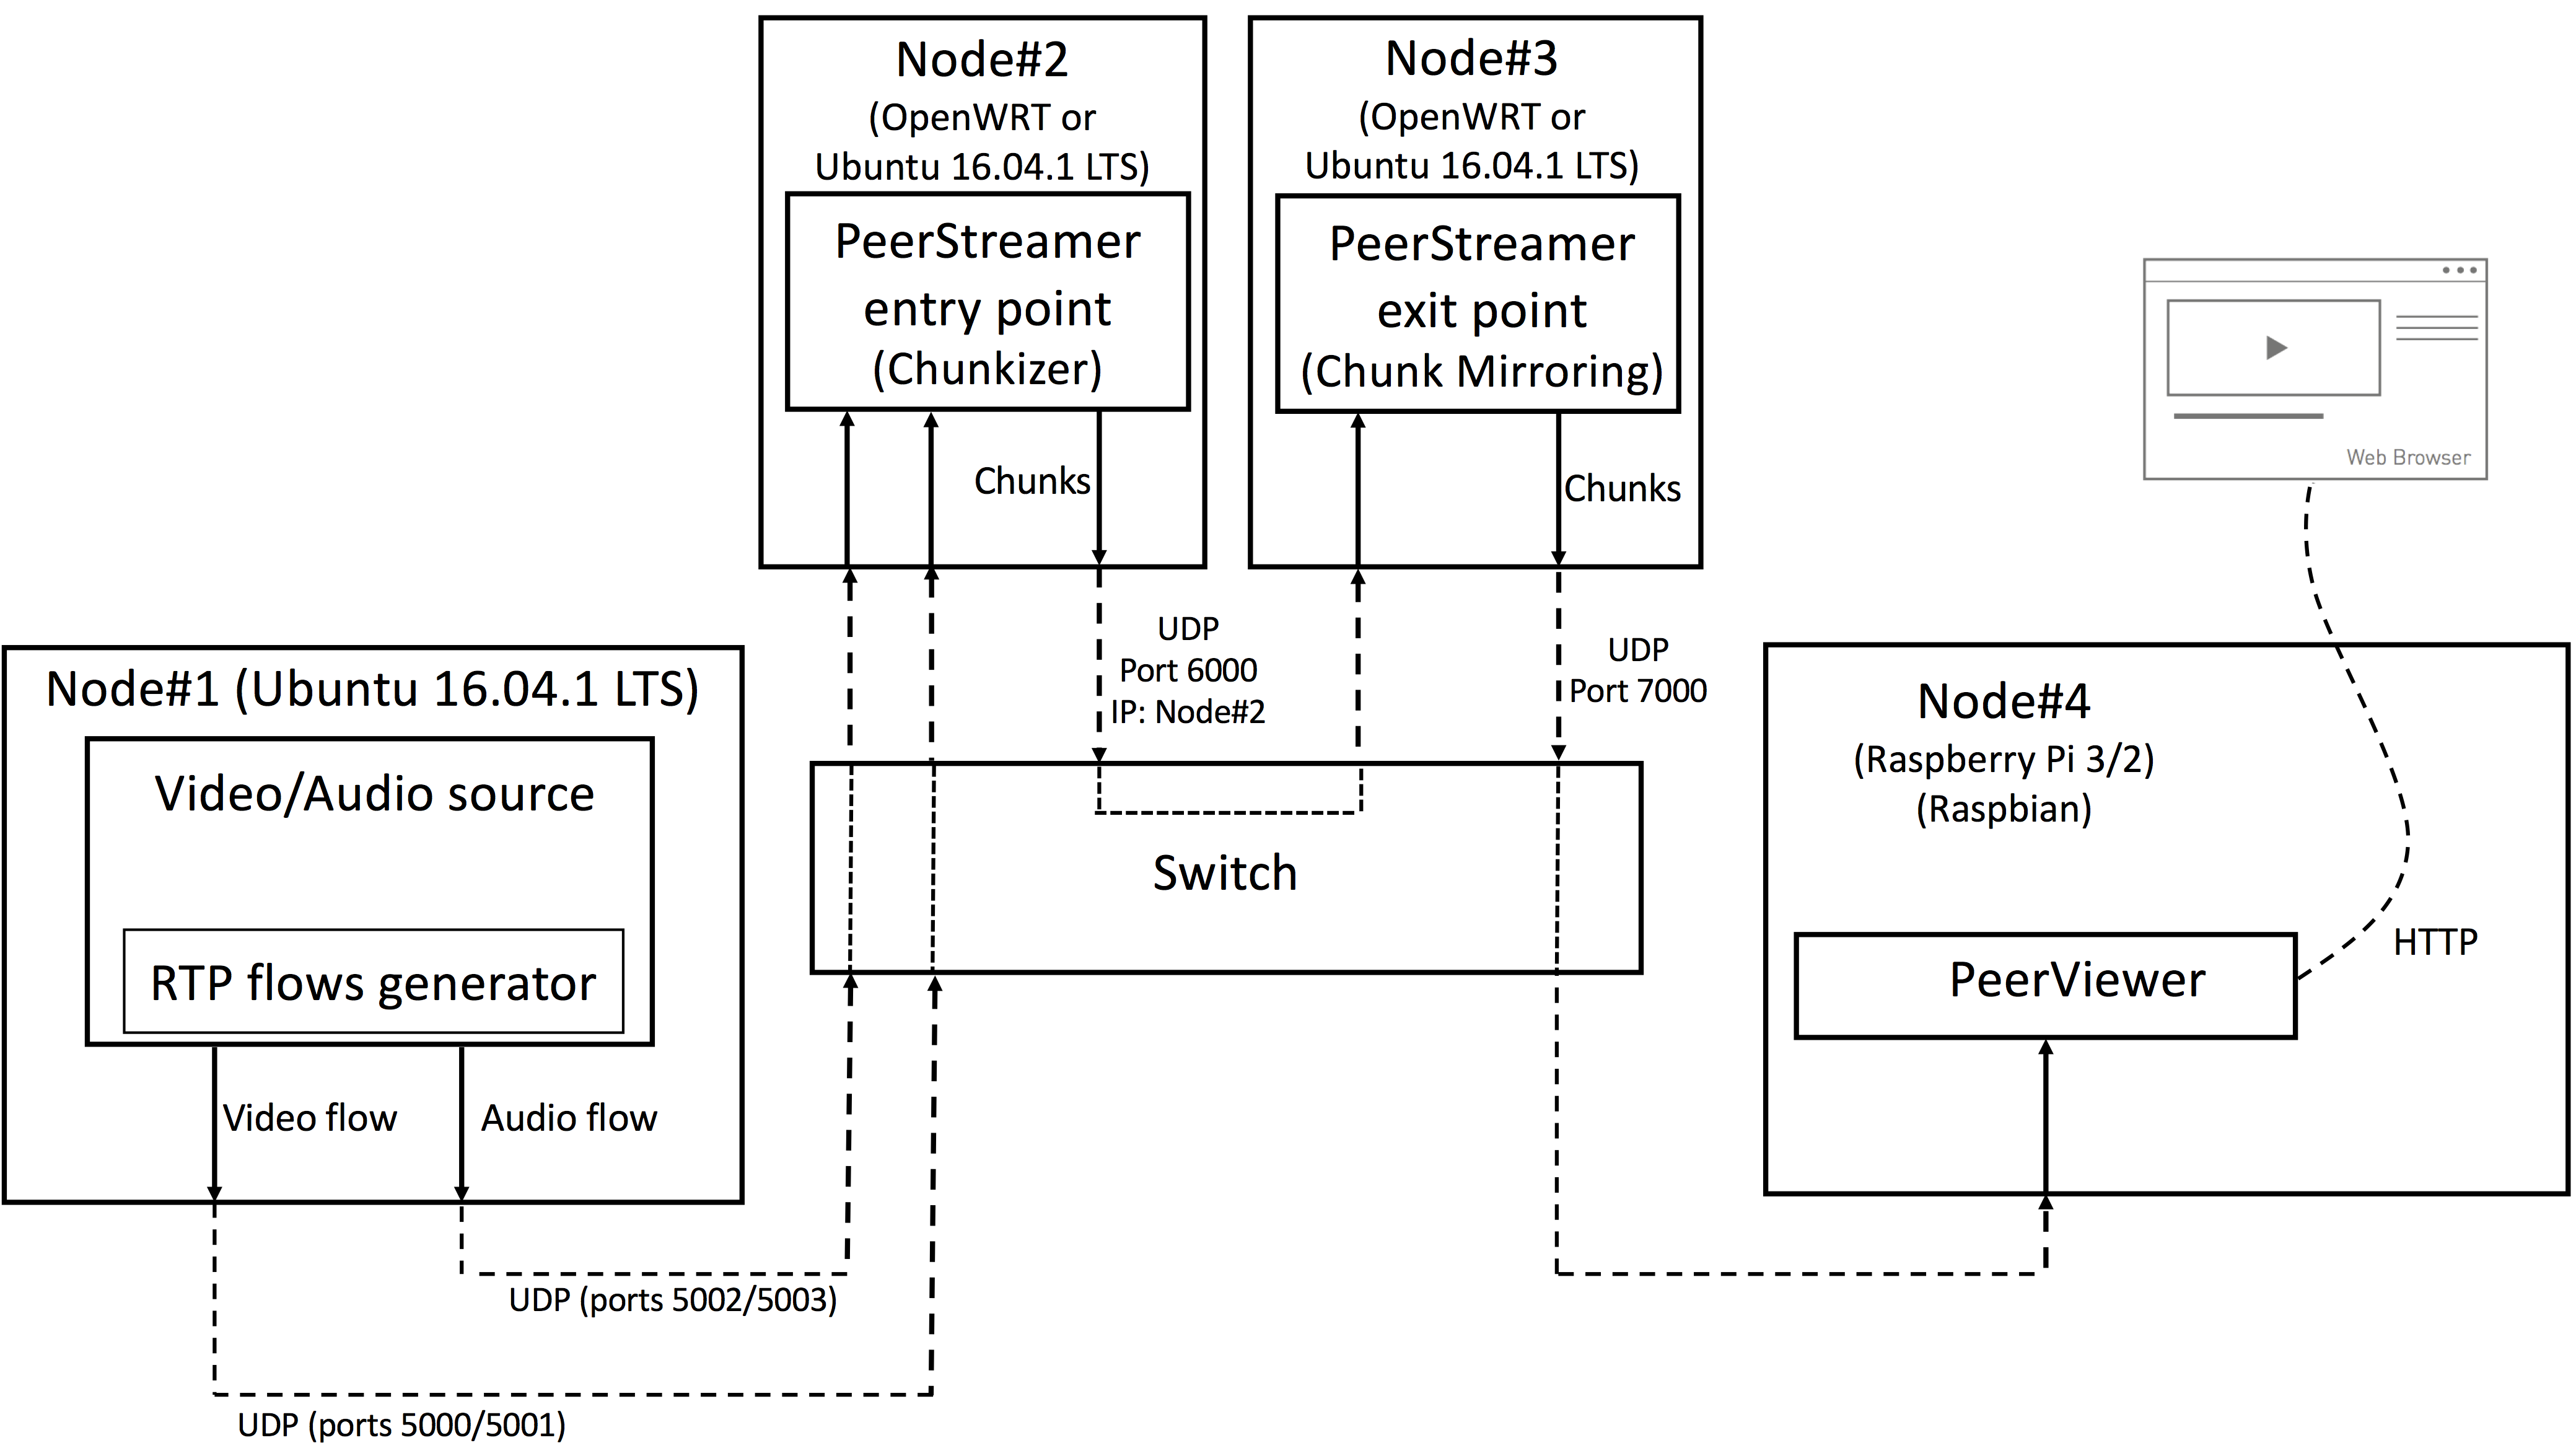 Node#2
(OpenWRT or
Ubuntu 16.04.1 LTS)
PeerStreamer
entry point
(Chunkizer)
Chunks
Node#3
(OpenWRT or
Ubuntu 16.04.1 LTS)
PeerStreamer
exit point
(Chunk Mirroring)
Chunks
Web Browser
UDP
Port 6000
IP: Node#2
UDP
Port 7000
Node#1 (Ubuntu 16.04.1 LTS)
Video/Audio source
RTP flows generator
Video flow
Audio flow
Switch
Node#4
(Raspberry Pi 3/2)
(Raspbian)
PeerViewer
HTTP
UDP (ports 5002/5003)
UDP (ports 5000/5001)